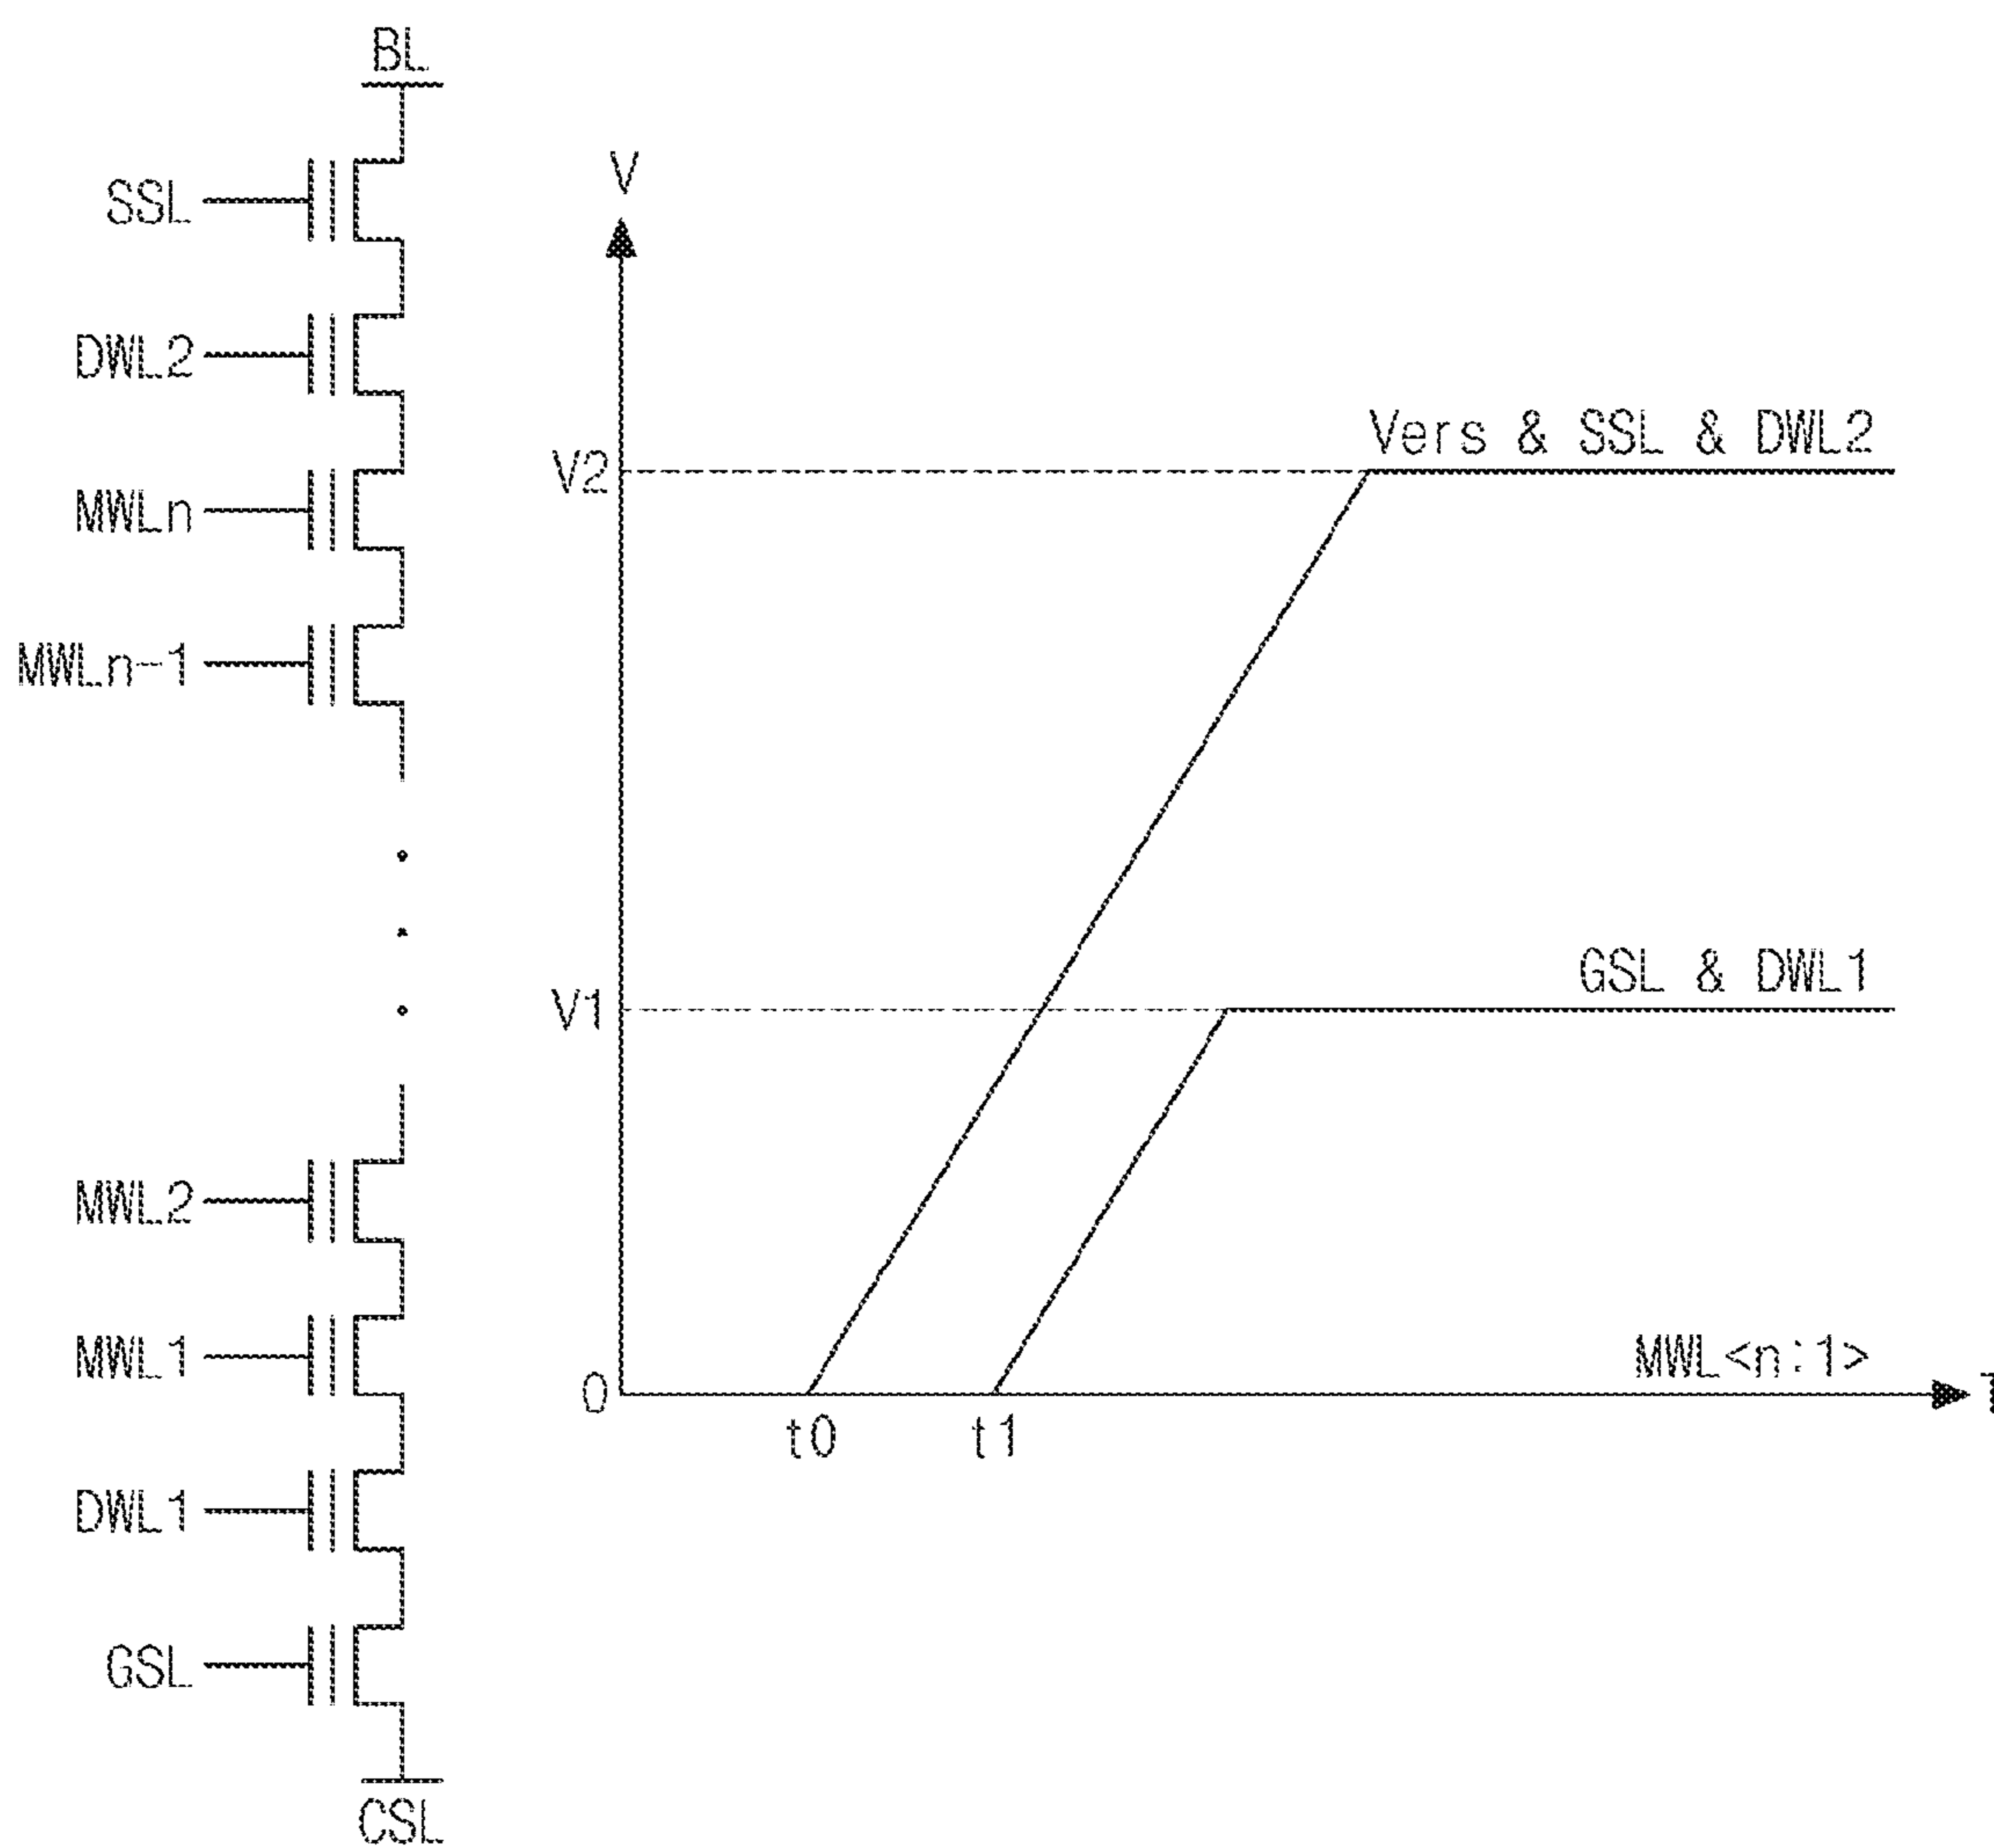 BL
SSL
DWL2
MWLn
MWLn-1
MWL2
MWL1
DWL1
GSL
CSL
V
V2
V1
0
Vers & SSL & DWL2
GSL & DWL1
MWL<n:1>
t0
t1
T